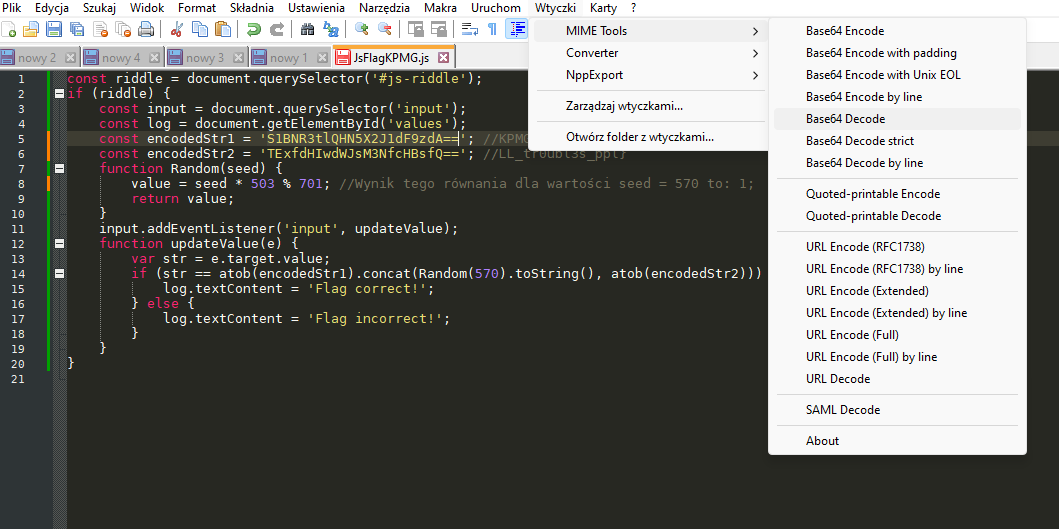 Plik Edycja Szukaj Widok Format Składnia Ustawienia Narzędzia Makra Uruchom Wtyczki Karty ?
nowy 2 nowy 4 nowy 3 nowy 1 JsFlagKPMG.js
1 const riddle = document.querySelector('#js-riddle');
2 if (riddle) {
3 const input = document.querySelector('input');
4 const log = document.getElementById('values');
5 const encodedStr1 = 'S1BNR3tlQHN5X2J1dF9zdA=='; //KPMG
6 const encodedStr2 = 'TExfdHIwdWJsM3NfcHBsfQ=='; //LL_tr0ubl3s_ppl}
7 function Random(seed) {
8 value = seed * 503 % 701; //Wynik tego równania dla wartości seed = 570 to: 1;
9 return value;
10 }
11 input.addEventListener('input', updateValue);
12 function updateValue(e) {
13 var str = e.target.value;
14 if (str == atob(encodedStr1).concat(Random(570).toString(), atob(encodedStr2)))
15 log.textContent = 'Flag correct!';
16 } else {
17 log.textContent = 'Flag incorrect!';
18 }
19 }
20 }
21
MIME Tools
Converter
NppExport
Zarządzaj wtyczkami...
Otwórz folder z wtyczkami...
Base64 Encode
Base64 Encode with padding
Base64 Encode with Unix EOL
Base64 Encode by line
Base64 Decode
Base64 Decode strict
Base64 Decode by line
Quoted-printable Encode
Quoted-printable Decode
URL Encode (RFC1738)
URL Encode (RFC1738) by line
URL Encode (Extended)
URL Encode (Extended) by line
URL Encode (Full)
URL Encode (Full) by line
URL Decode
SAML Decode
About